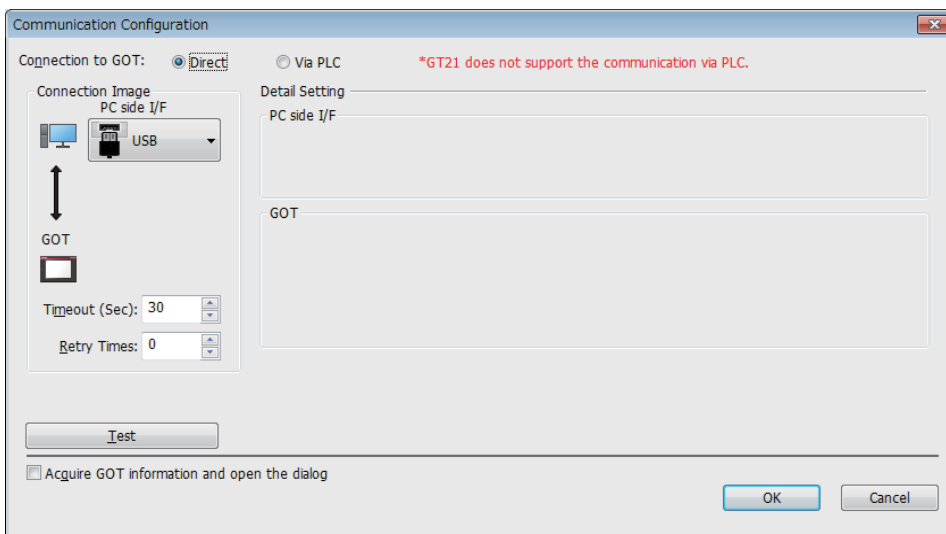 Communication Configuration
Connection to GOT: Direct Via PLC *GT21 does not support the communication via PLC.
Connection Image
PC side I/F
USB
GOT
Timeout (Sec): 30
Retry Times: 0
Detail Setting
PC side I/F
GOT
Test
Acquire GOT information and open the dialog
OK Cancel